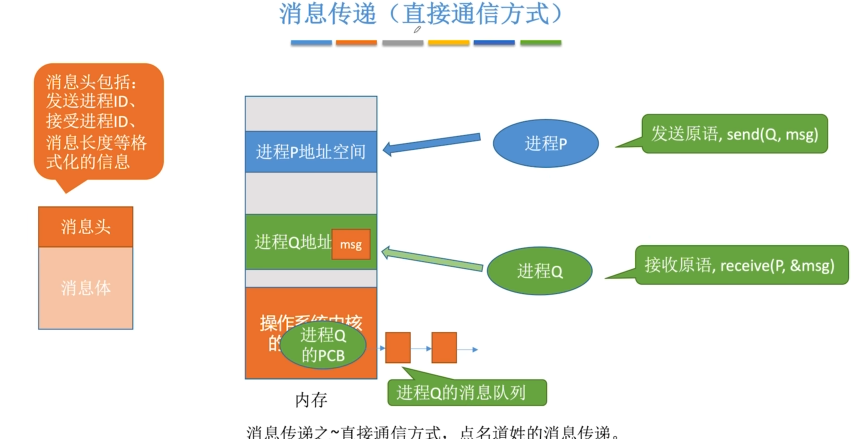 消息传递（直接通信方式）
消息头包括：
发送进程ID、
接受进程ID、
消息长度等格
式化的信息
消息头
消息体
进程P地址空间
进程Q地址
msg
操作系统内核
的
进程Q
的PCB
内存
进程P
进程Q
发送原语, send(Q, msg)
接收原语, receive(P, &msg)
进程Q的消息队列
消息传递之~直接通信方式，点名道姓的消息传递。